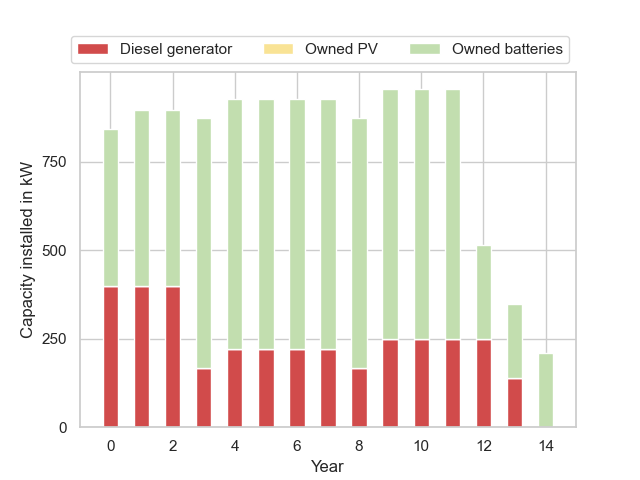 Diesel generator Owned PV Owned batteries
Capacity installed in kW
750
500
250
0
0 2 4 6 8 10 12 14
Year